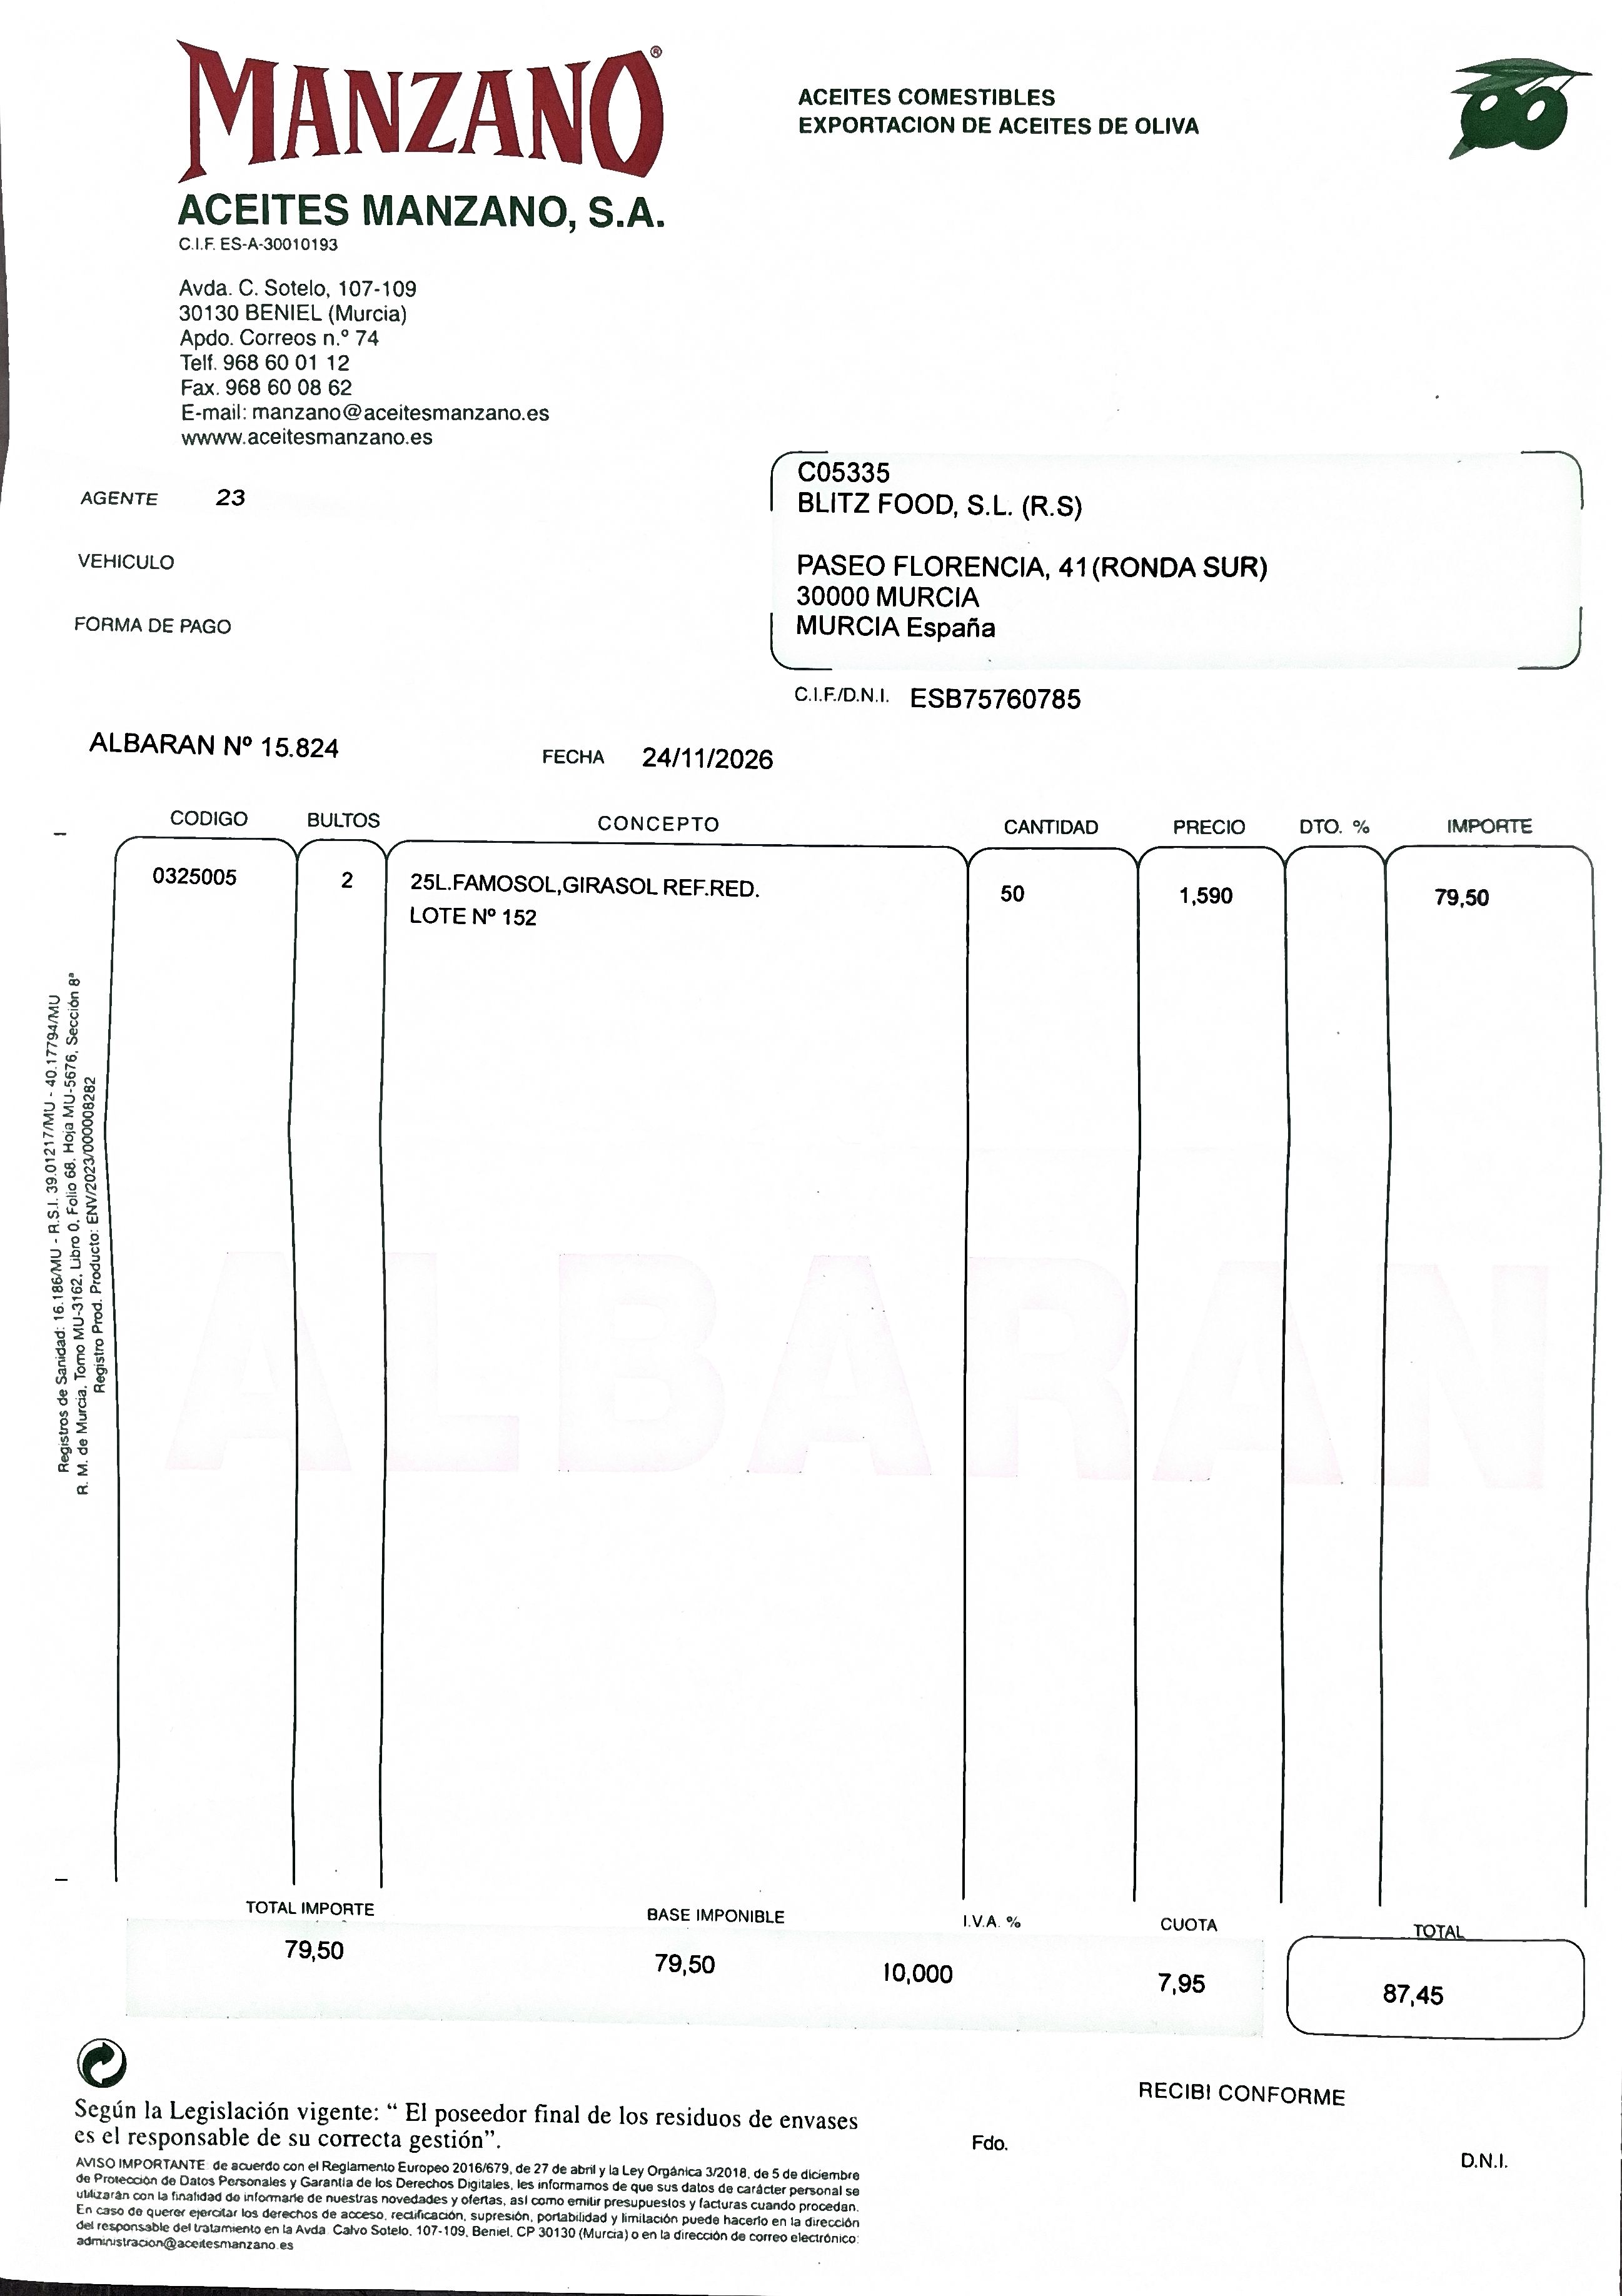 MANZANO®
ACEITES MANZANO, S.A.
C.I.F. ES-A-30010193
ACEITES COMESTIBLES
EXPORTACION DE ACEITES DE OLIVA
Avda. C. Sotelo, 107-109
30130 BENIEL (Murcia)
Apdo. Correos n.º 74
Telf. 968 60 01 12
Fax. 968 60 08 62
E-mail: manzano@aceitesmanzano.es
wwww.aceitesmanzano.es
AGENTE 23
VEHICULO
FORMA DE PAGO
C05335
BLITZ FOOD, S.L. (R.S)
PASEO FLORENCIA, 41(RONDA SUR)
30000 MURCIA
MURCIA España
C.I.F./D.N.I. ESB75760785
ALBARAN Nº 15.824 FECHA 24/11/2026
CODIGO BULTOS CONCEPTO CANTIDAD PRECIO DTO. % IMPORTE
0325005 2 25L.FAMOSOL,GIRASOL REF.RED. 50 1,590 79,50
LOTE Nº 152
Registros de Sanidad: 16.186/MU - R.S.I. 39.01217/MU - 40.17794/MU
R. M. de Murcia, Tomo MU-3162, Libro 0, Folio 68, Hoja MU-5676, Sección 8ª
Registro Prod. Producto: ENV/2023/000008282
ALBARAN
TOTAL IMPORTE BASE IMPONIBLE I.V.A. % CUOTA TOTAL
79,50 79,50 10,000 7,95 87,45
Según la Legislación vigente: “ El poseedor final de los residuos de envases
es el responsable de su correcta gestión”.
RECIBI CONFORME
Fdo. D.N.I.
AVISO IMPORTANTE: de acuerdo con el Reglamento Europeo 2016/679, de 27 de abril y la Ley Orgánica 3/2018, de 5 de diciembre
de Protección de Datos Personales y Garantía de los Derechos Digitales, les informamos de que sus datos de carácter personal se
utilizarán con la finalidad de informarle de nuestras novedades y ofertas, así como emitir presupuestos y facturas cuando procedan.
En caso de querer ejercitar los derechos de acceso, rectificación, supresión, portabilidad y limitación puede hacerlo en la dirección
del responsable del tratamiento en la Avda. Calvo Sotelo, 107-109, Beniel, CP 30130 (Murcia) o en la dirección de correo electrónico:
administracion@aceitesmanzano.es